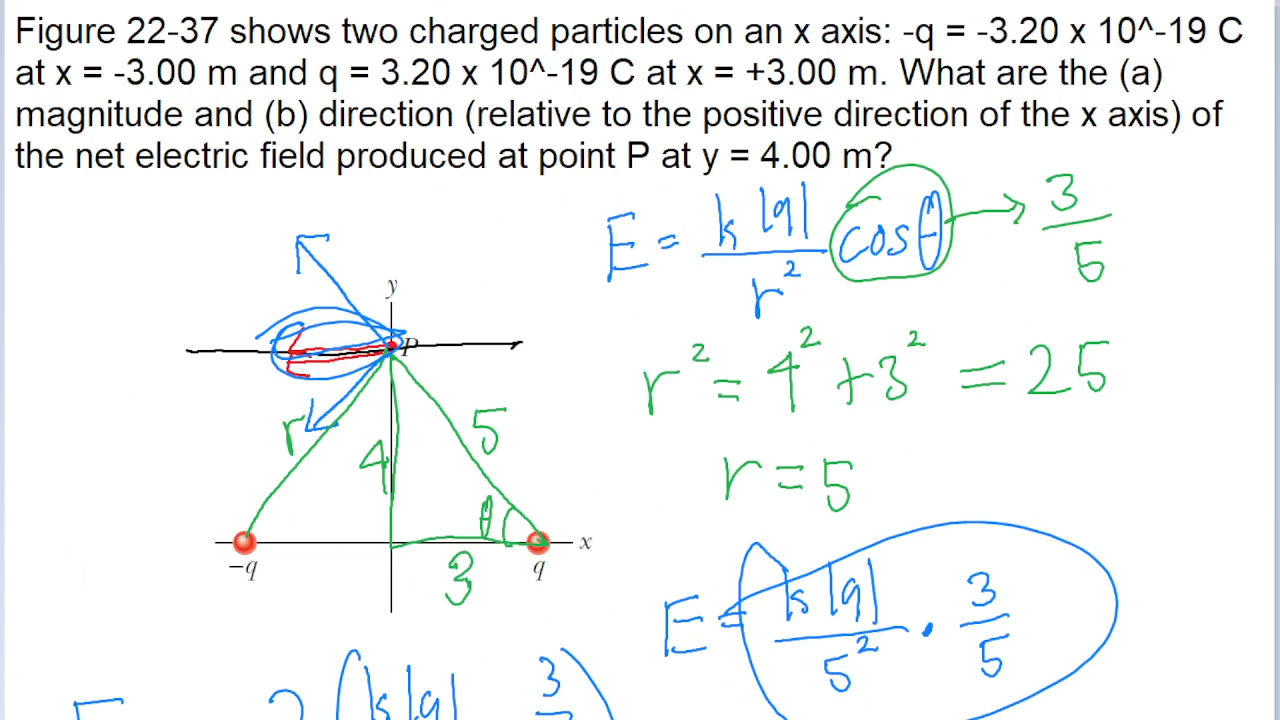 Figure 22-37 shows two charged particles on an x axis: -q = -3.20 x 10^-19 C
at x = -3.00 m and q = 3.20 x 10^-19 C at x = +3.00 m. What are the (a)
magnitude and (b) direction (relative to the positive direction of the x axis) of
the net electric field produced at point P at y = 4.00 m?
E = k|q| / r² cosθ → 3/5
y
P
r² = 4² + 3² = 25
r 4 5
r = 5
θ
x
-q 3 q
E = k|q| / 5² · 3/5
2 ( k|q| 3